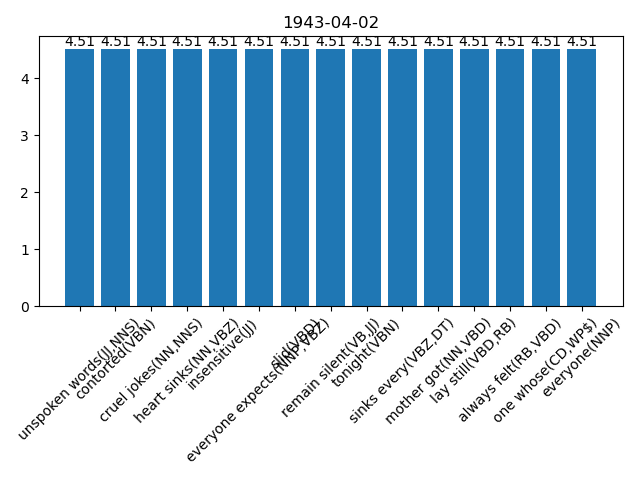 1943-04-02
4.51 4.51 4.51 4.51 4.51 4.51 4.51 4.51 4.51 4.51 4.51 4.51 4.51 4.51 4.51
4
3
2
1
0
unspoken words(JJ,NNS)
contorted(VBN)
cruel jokes(NN,NNS)
heart sinks(NN,VBZ)
insensitive(JJ)
everyone expects(NNP,VBZ)
slid(VBD)
remain silent(VB,JJ)
tonight(VBN)
sinks every(VBZ,DT)
mother got(NN,VBD)
lay still(VBD,RB)
always felt(RB,VBD)
one whose(CD,WP$)
everyone(NNP)